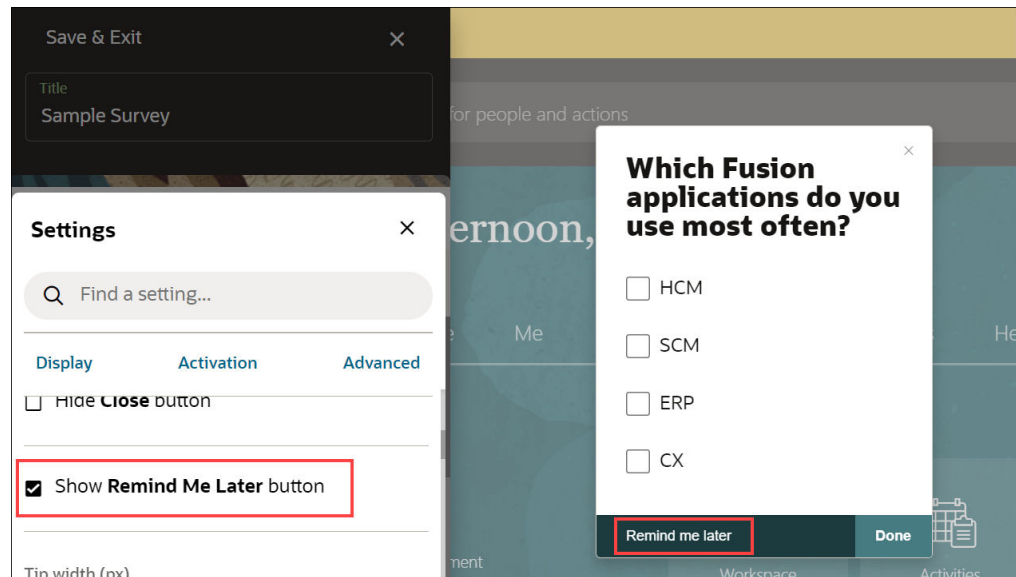 Save & Exit
Title
Sample Survey
Settings
Find a setting...
Display Activation Advanced
Hide Close button
Show Remind Me Later button
Tip width (px)
for people and actions
ernoon,
Me
He
ment
Workspace
Activities
Which Fusion
applications do you
use most often?
HCM
SCM
ERP
CX
Remind me later Done